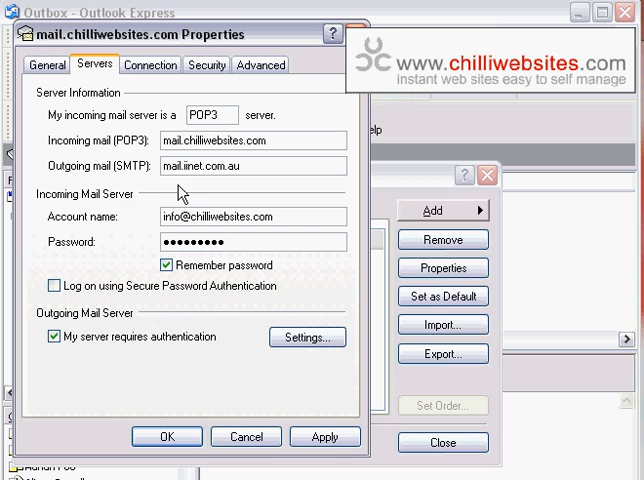 Outbox - Outlook Express
mail.chilliwebsites.com Properties
www.chilliwebsites.com
instant web sites easy to self manage
General Servers Connection Security Advanced
Server Information
My incoming mail server is a POP3 server.
Incoming mail (POP3): mail.chilliwebsites.com
Outgoing mail (SMTP): mail.iinet.com.au
Incoming Mail Server
Account name: info@chilliwebsites.com
Password: •••••••••
Remember password
Log on using Secure Password Authentication
Outgoing Mail Server
My server requires authentication Settings...
OK Cancel Apply
Add
Remove
Properties
Set as Default
Import...
Export...
Set Order...
Close